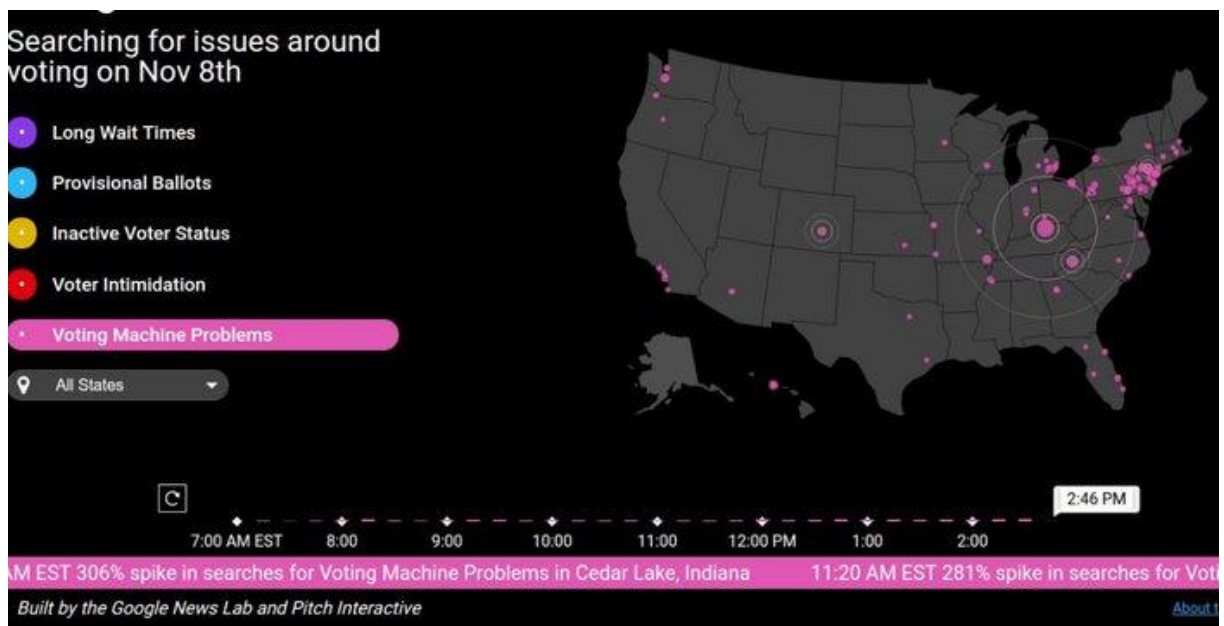 Searching for issues around
voting on Nov 8th
Long Wait Times
Provisional Ballots
Inactive Voter Status
Voter Intimidation
Voting Machine Problems
All States
2:46 PM
7:00 AM EST 8:00 9:00 10:00 11:00 12:00 PM 1:00 2:00
AM EST 306% spike in searches for Voting Machine Problems in Cedar Lake, Indiana 11:20 AM EST 281% spike in searches for Voti
Built by the Google News Lab and Pitch Interactive About t